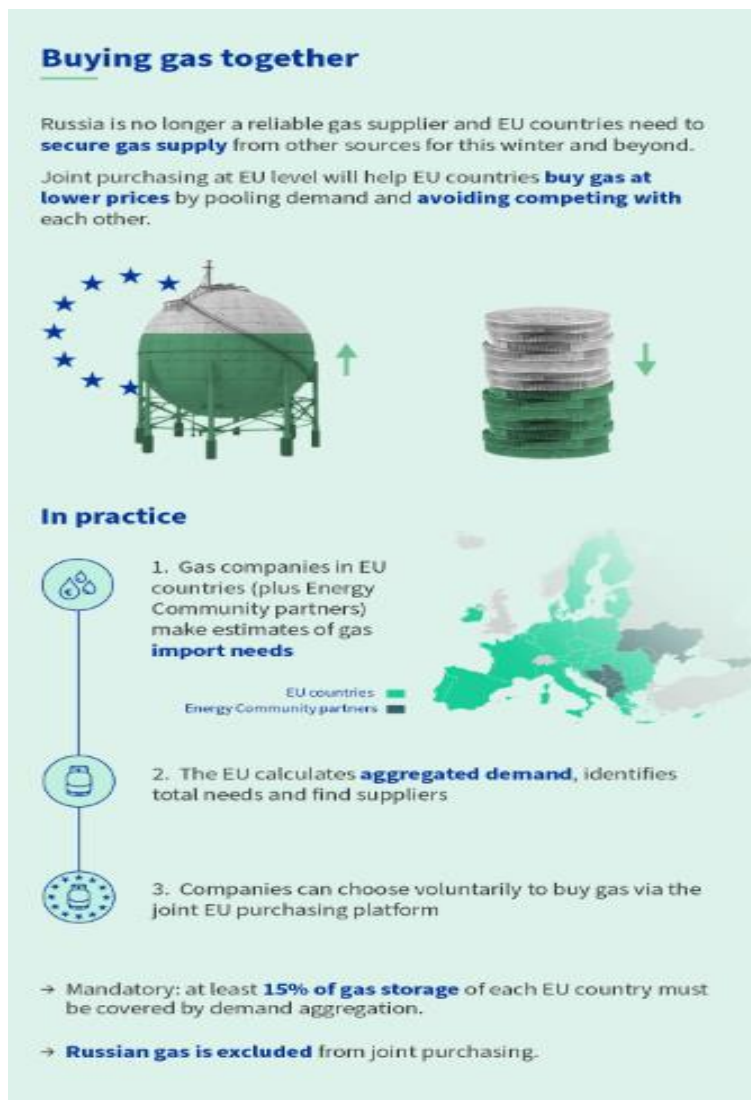 Buying gas together
Russia is no longer a reliable gas supplier and EU countries need to
secure gas supply from other sources for this winter and beyond.
Joint purchasing at EU level will help EU countries buy gas at
lower prices by pooling demand and avoiding competing with
each other.
In practice
1. Gas companies in EU
countries (plus Energy
Community partners)
make estimates of gas
import needs
EU countries
Energy Community partners
2. The EU calculates aggregated demand, identifies
total needs and find suppliers
3. Companies can choose voluntarily to buy gas via the
joint EU purchasing platform
→ Mandatory: at least 15% of gas storage of each EU country must
be covered by demand aggregation.
→ Russian gas is excluded from joint purchasing.